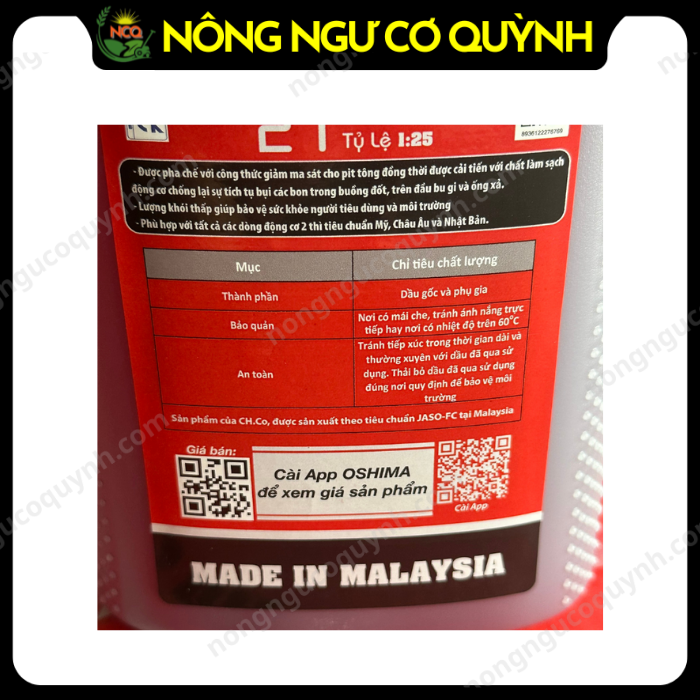 NCQ
NÔNG NGƯ CƠ QUỲNH
2T
Tỷ Lệ 1:25
8936122276768
- Được pha chế với công thức giảm ma sát cho pit tông đồng thời được cải tiến với chất làm sạch
động cơ chống lại sự tích tụ bụi các bon trong buồng đốt, trên đầu bu gi và ống xả.
- Lượng khói thấp giúp bảo vệ sức khỏe người tiêu dùng và môi trường
- Phù hợp với tất cả các dòng động cơ 2 thì tiêu chuẩn Mỹ, Châu Âu và Nhật Bản.
Mục
Chỉ tiêu chất lượng
Thành phần
Dầu gốc và phụ gia
Bảo quản
Nơi có mái che, tránh ánh nắng trực
tiếp hay nơi có nhiệt độ trên 60°C
An toàn
Tránh tiếp xúc trong thời gian dài và
thường xuyên với dầu đã qua sử
dụng. Thải bỏ dầu đã qua sử dụng
đúng nơi quy định để bảo vệ môi
trường
Sản phẩm của CH.Co, được sản xuất theo tiêu chuẩn JASO-FC tại Malaysia
Giá bán:
Cài App OSHIMA
để xem giá sản phẩm
Cài App
MADE IN MALAYSIA
nongngucoquynh.com